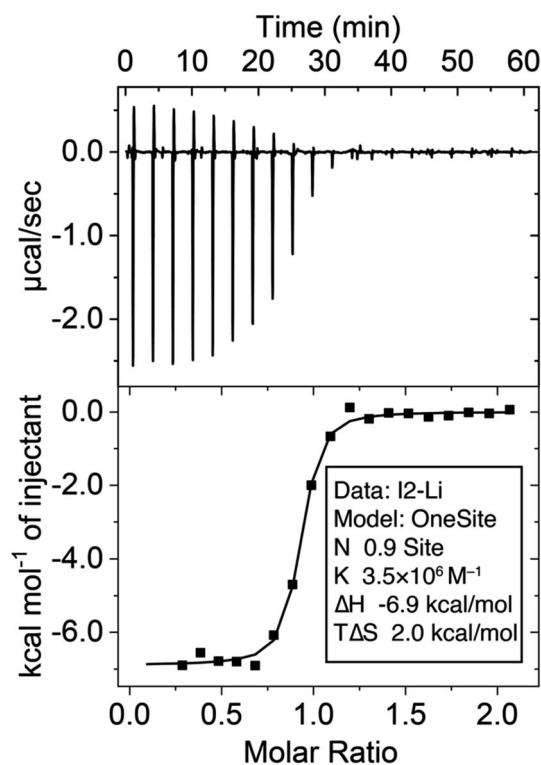 Time (min)
0 10 20 30 40 50 60
0.0
-1.0
-2.0
µcal/sec
0.0
-2.0
-4.0
-6.0
kcal mol⁻¹ of injectant
Data: I2-Li
Model: OneSite
N 0.9 Site
K 3.5×10⁶ M⁻¹
ΔH -6.9 kcal/mol
TΔS 2.0 kcal/mol
0.0 0.5 1.0 1.5 2.0
Molar Ratio